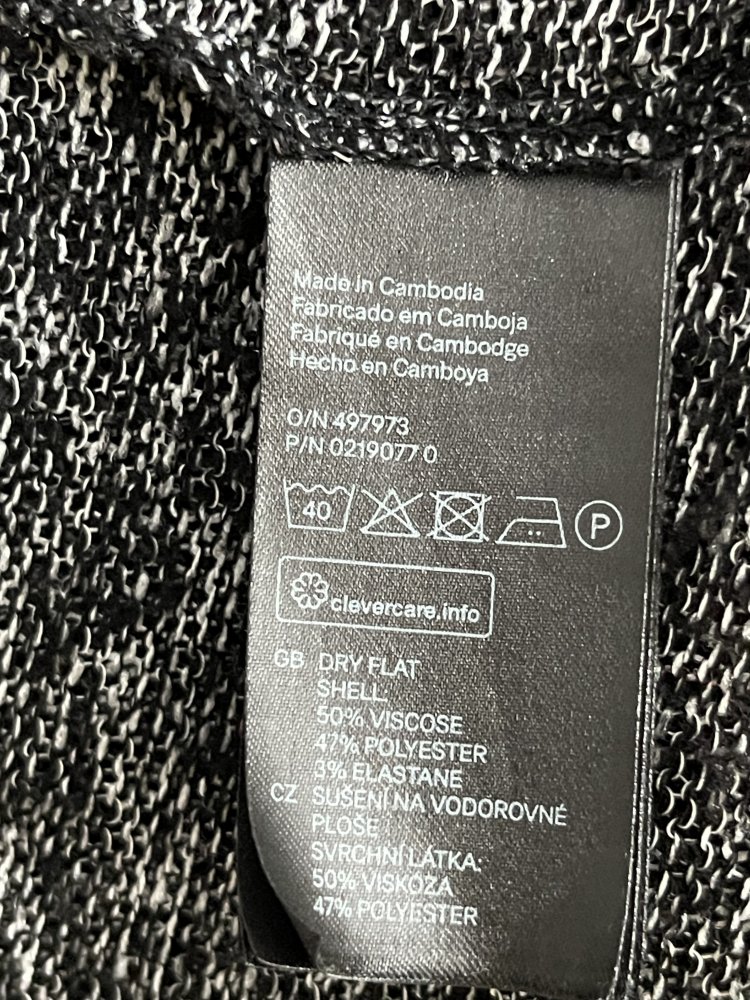 Made in Cambodia
Fabricado em Camboja
Fabriqué en Cambodge
Hecho en Camboya
O/N 497973
P/N 0219077 0
40 P
clevercare.info
GB DRY FLAT
SHELL:
50% VISCOSE
47% POLYESTER
3% ELASTANE
CZ SUŠENÍ NA VODOROVNÉ
PLOŠE
SVRCHNÍ LÁTKA:
50% VISKÓZA
47% POLYESTER